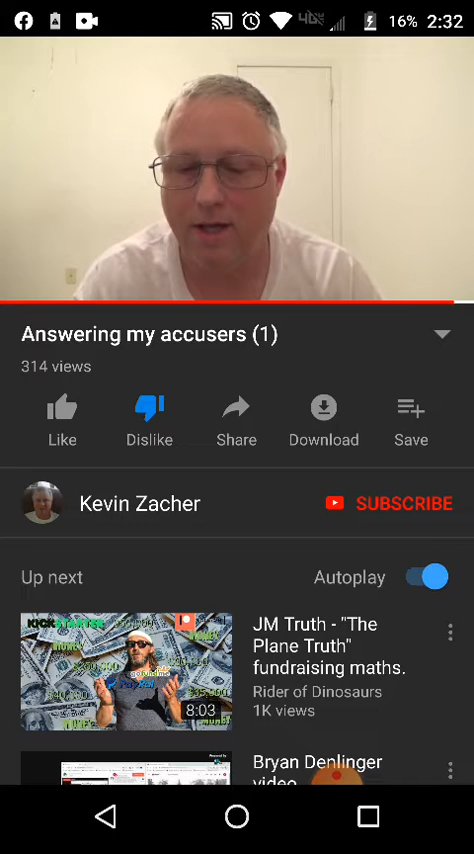 16% 2:32
Answering my accusers (1)
314 views
Like
Dislike
Share
Download
Save
Kevin Zacher
SUBSCRIBE
Up next
Autoplay
KICKSTARTER
gofundme
PayPal
8:03
JM Truth - "The
Plane Truth"
fundraising maths.
Rider of Dinosaurs
1K views
Bryan Denlinger
video